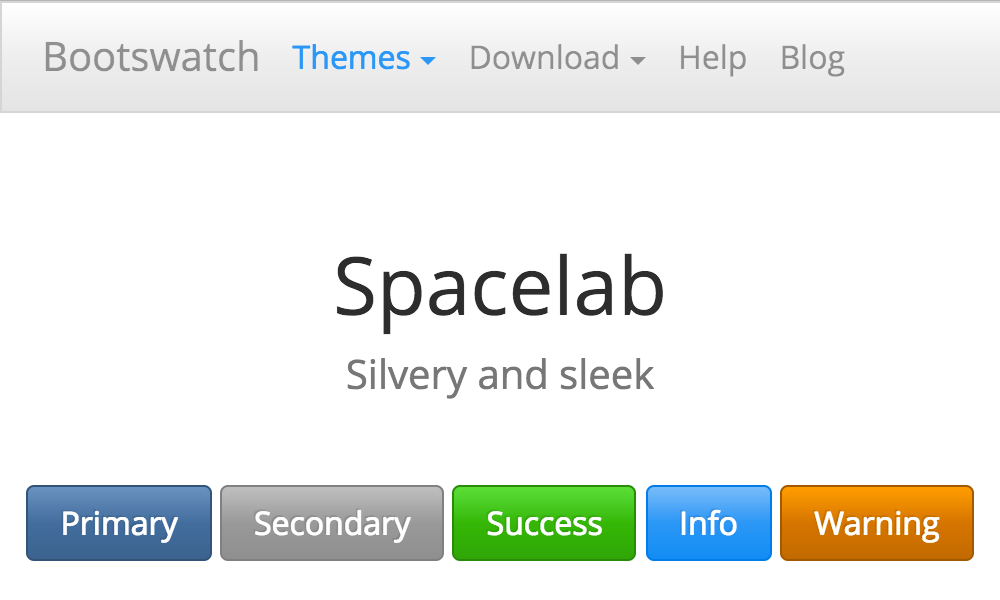 Bootswatch Themes Download Help Blog
Spacelab
Silvery and sleek
Primary Secondary Success Info Warning